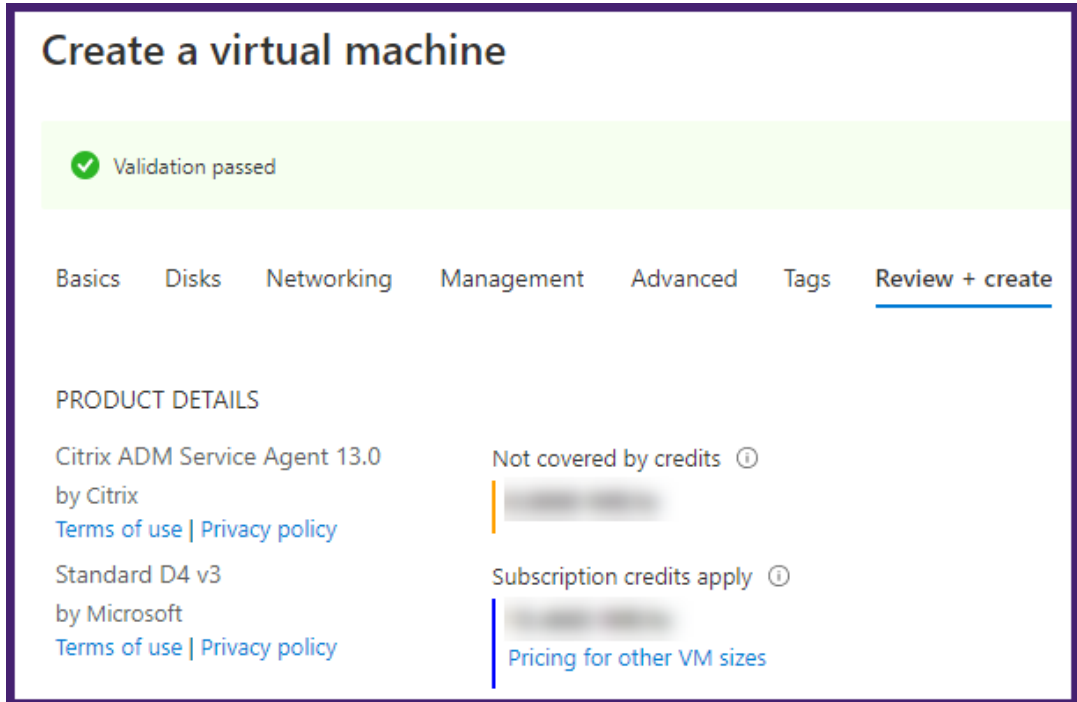 Create a virtual machine
Validation passed
Basics Disks Networking Management Advanced Tags Review + create
PRODUCT DETAILS
Citrix ADM Service Agent 13.0
by Citrix
Terms of use | Privacy policy
Not covered by credits
Standard D4 v3
by Microsoft
Terms of use | Privacy policy
Subscription credits apply
Pricing for other VM sizes